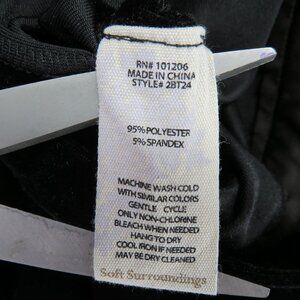 RN# 101206
MADE IN CHINA
STYLE# 2BT24
95% POLYESTER
5% SPANDEX
MACHINE WASH COLD
WITH SIMILAR COLORS
GENTLE CYCLE
ONLY NON-CHLORINE
BLEACH WHEN NEEDED
HANG TO DRY
COOL IRON IF NEEDED
MAY BE DRY CLEANED
Soft Surroundings